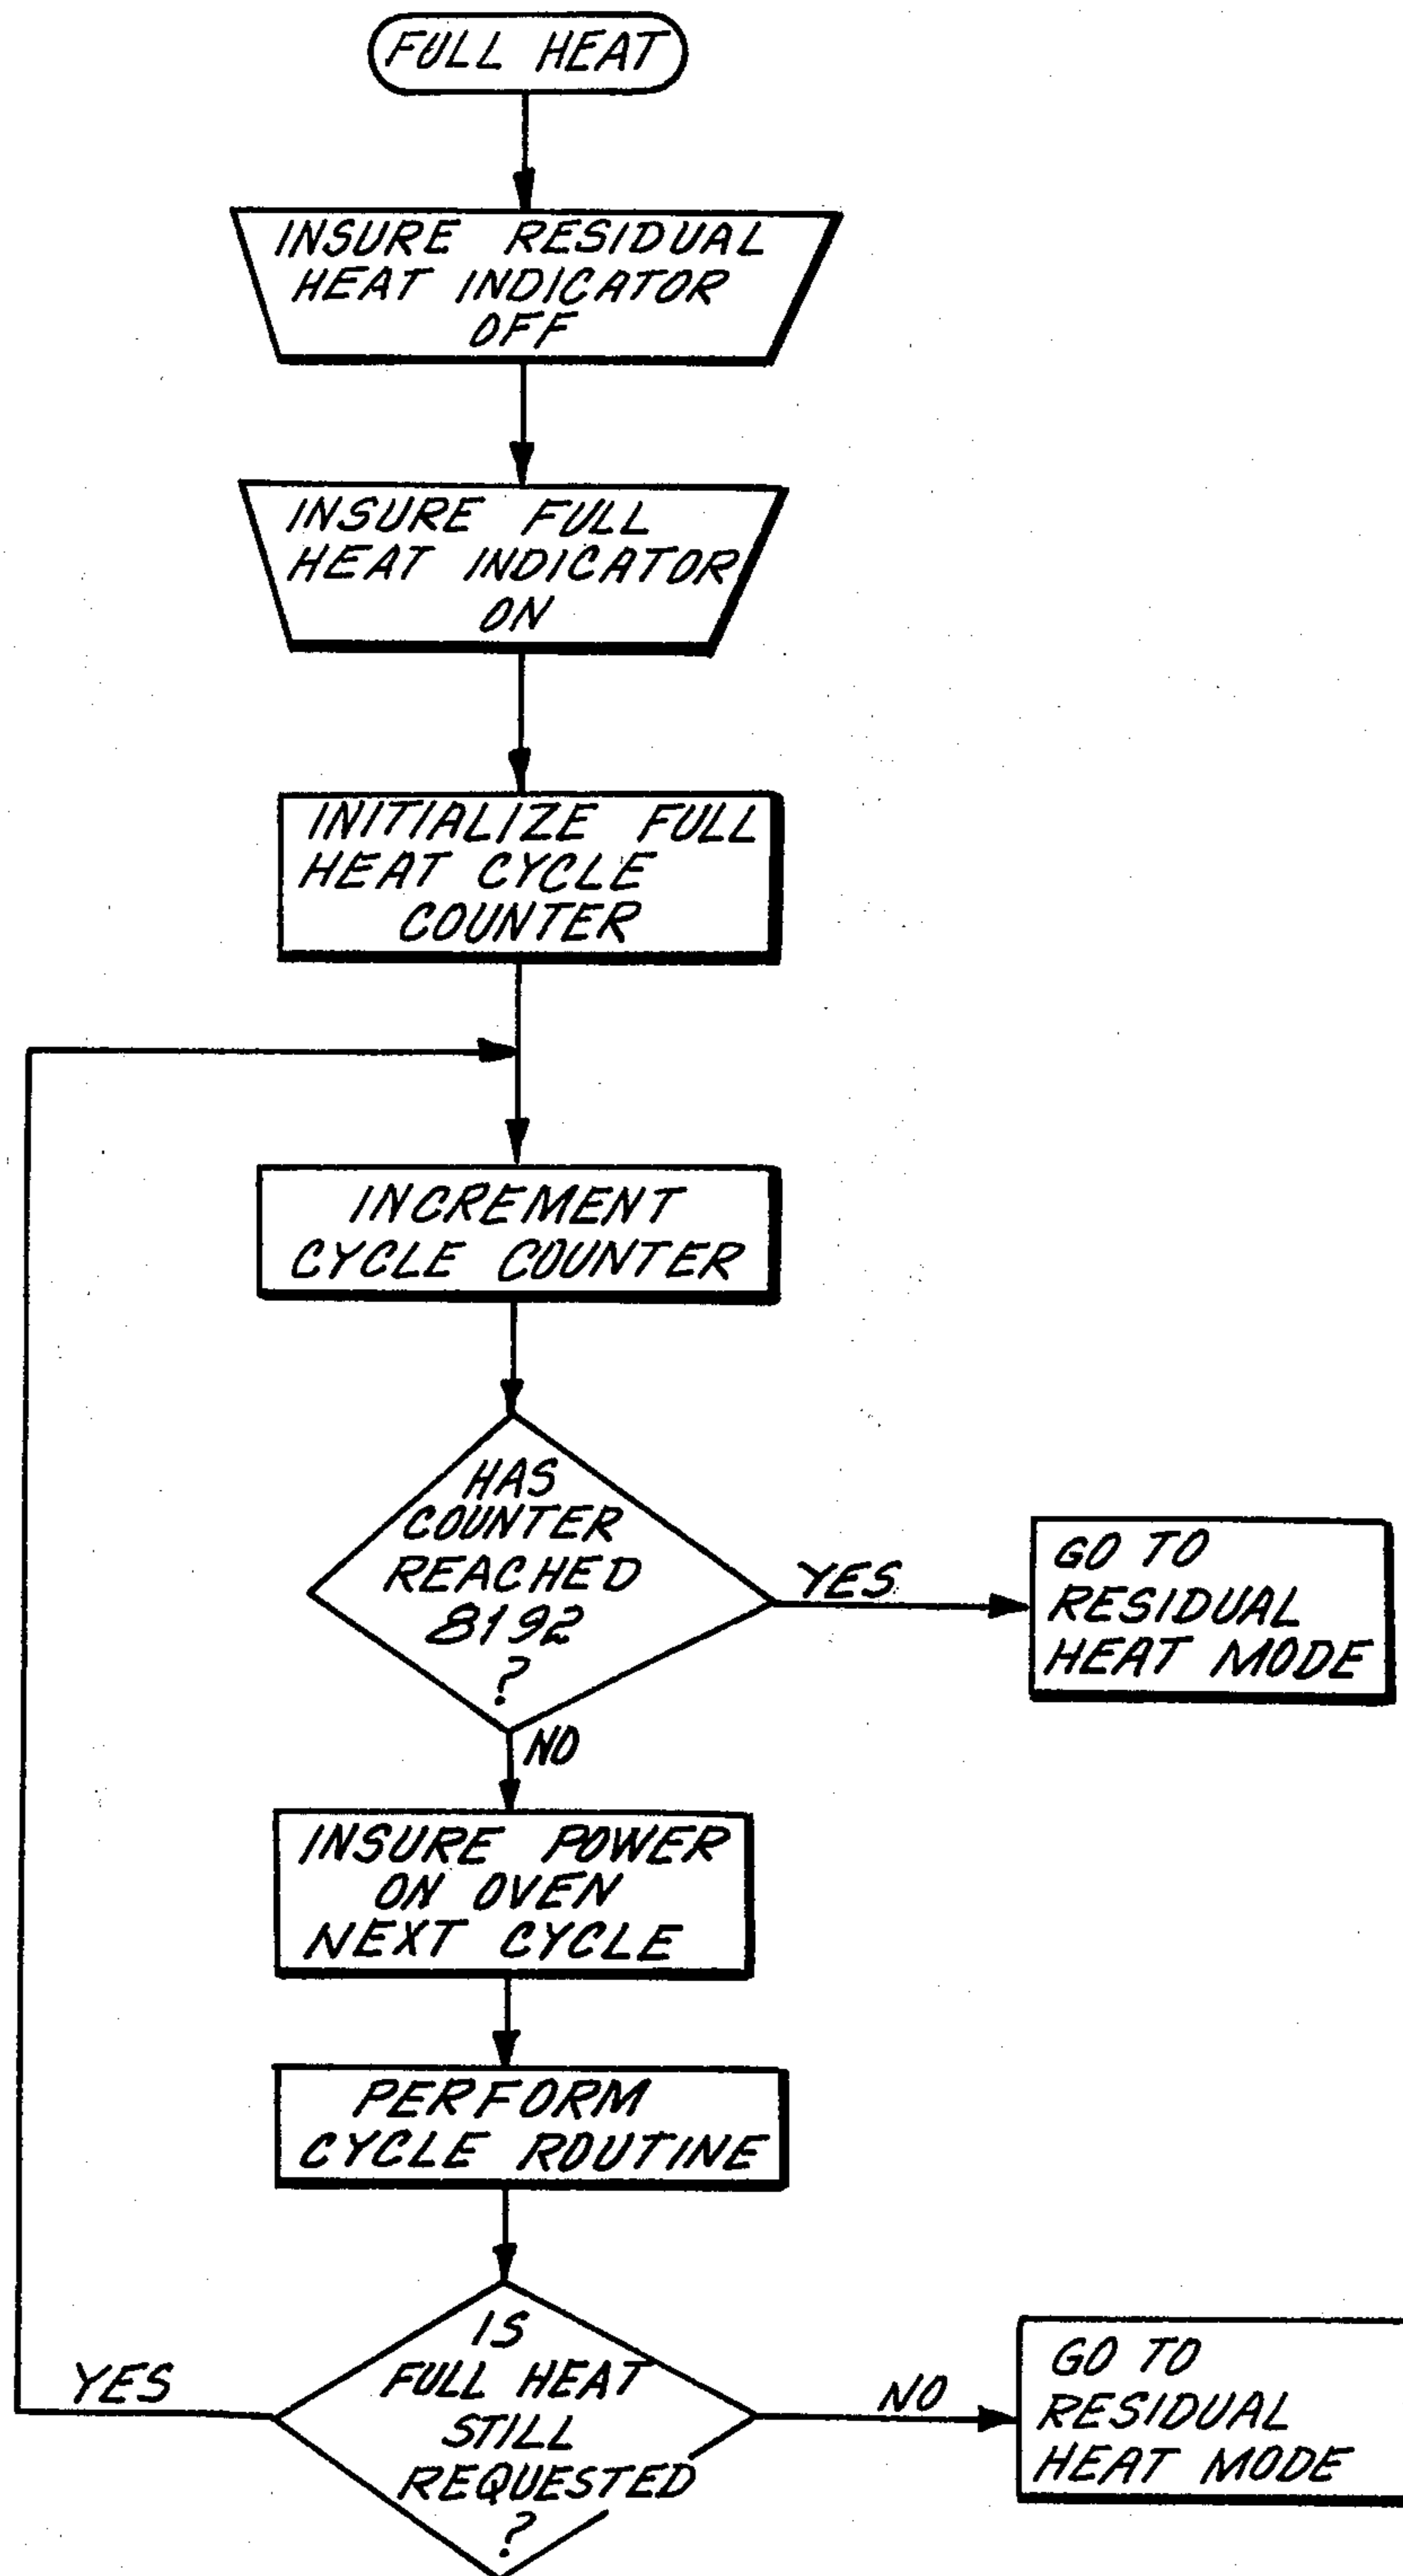 FULL HEAT
INSURE RESIDUAL
HEAT INDICATOR
OFF
INSURE FULL
HEAT INDICATOR
ON
INITIALIZE FULL
HEAT CYCLE
COUNTER
INCREMENT
CYCLE COUNTER
HAS
COUNTER
REACHED
8192
?
YES
GO TO
RESIDUAL
HEAT MODE
NO
INSURE POWER
ON OVEN
NEXT CYCLE
PERFORM
CYCLE ROUTINE
IS
FULL HEAT
STILL
REQUESTED
?
YES
NO
GO TO
RESIDUAL
HEAT MODE